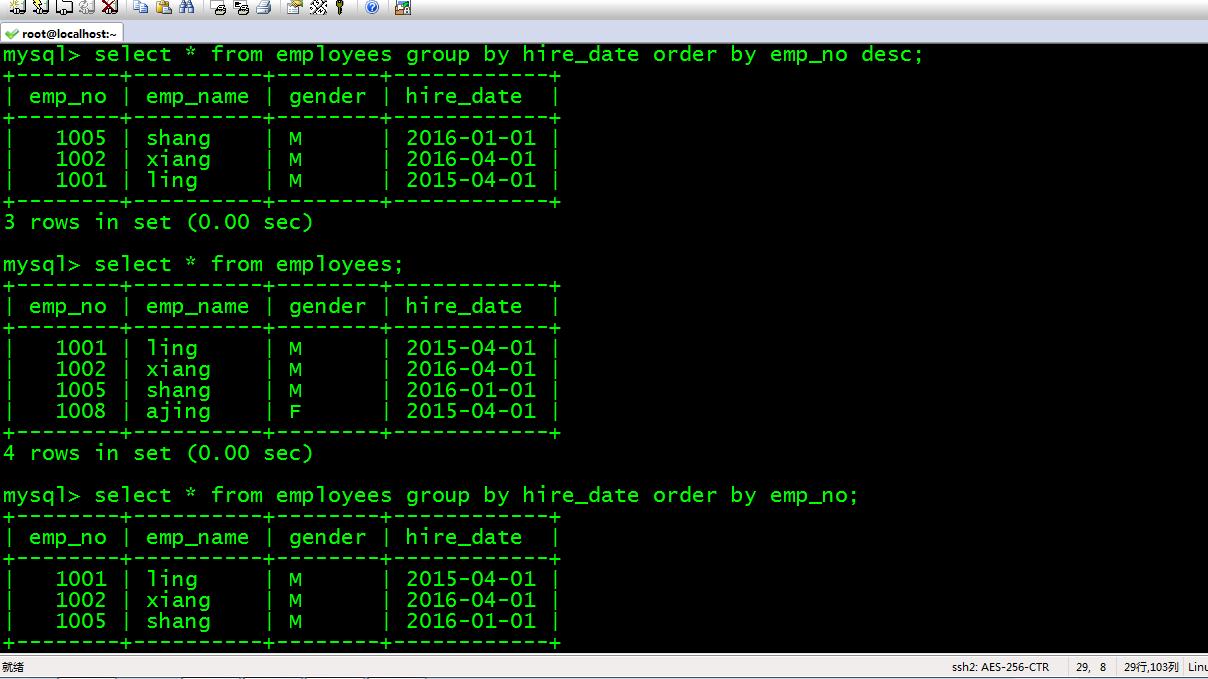 root@localhost:~
mysql> select * from employees group by hire_date order by emp_no desc;
+--------+----------+--------+------------+
| emp_no | emp_name | gender | hire_date  |
+--------+----------+--------+------------+
|   1005 | shang    | M      | 2016-01-01 |
|   1002 | xiang    | M      | 2016-04-01 |
|   1001 | ling     | M      | 2015-04-01 |
+--------+----------+--------+------------+
3 rows in set (0.00 sec)
mysql> select * from employees;
+--------+----------+--------+------------+
| emp_no | emp_name | gender | hire_date  |
+--------+----------+--------+------------+
|   1001 | ling     | M      | 2015-04-01 |
|   1002 | xiang    | M      | 2016-04-01 |
|   1005 | shang    | M      | 2016-01-01 |
|   1008 | ajing    | F      | 2015-04-01 |
+--------+----------+--------+------------+
4 rows in set (0.00 sec)
mysql> select * from employees group by hire_date order by emp_no;
+--------+----------+--------+------------+
| emp_no | emp_name | gender | hire_date  |
+--------+----------+--------+------------+
|   1001 | ling     | M      | 2015-04-01 |
|   1002 | xiang    | M      | 2016-04-01 |
|   1005 | shang    | M      | 2016-01-01 |
+--------+----------+--------+------------+
就绪 ssh2: AES-256-CTR 29, 8 29行,103列 Linu